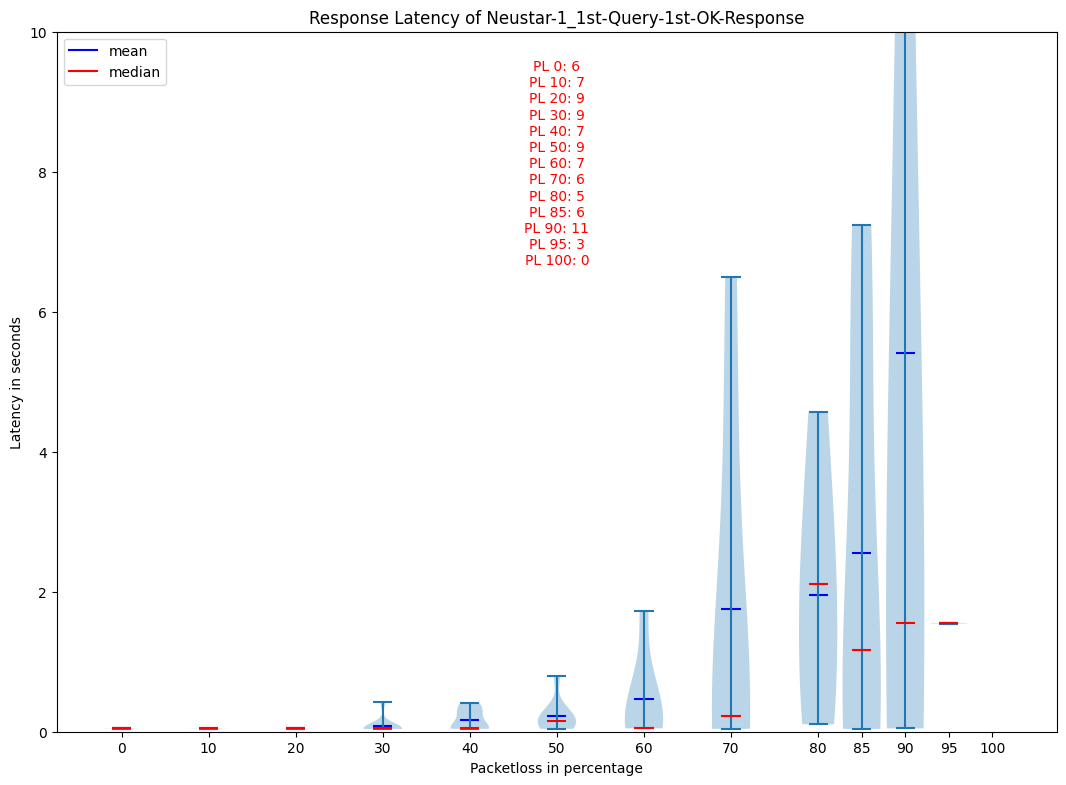 Response Latency of Neustar-1_1st-Query-1st-OK-Response
mean
median
PL 0: 6
PL 10: 7
PL 20: 9
PL 30: 9
PL 40: 7
PL 50: 9
PL 60: 7
PL 70: 6
PL 80: 5
PL 85: 6
PL 90: 11
PL 95: 3
PL 100: 0
Latency in seconds
10
8
6
4
2
0
0 10 20 30 40 50 60 70 80 85 90 95 100
Packetloss in percentage